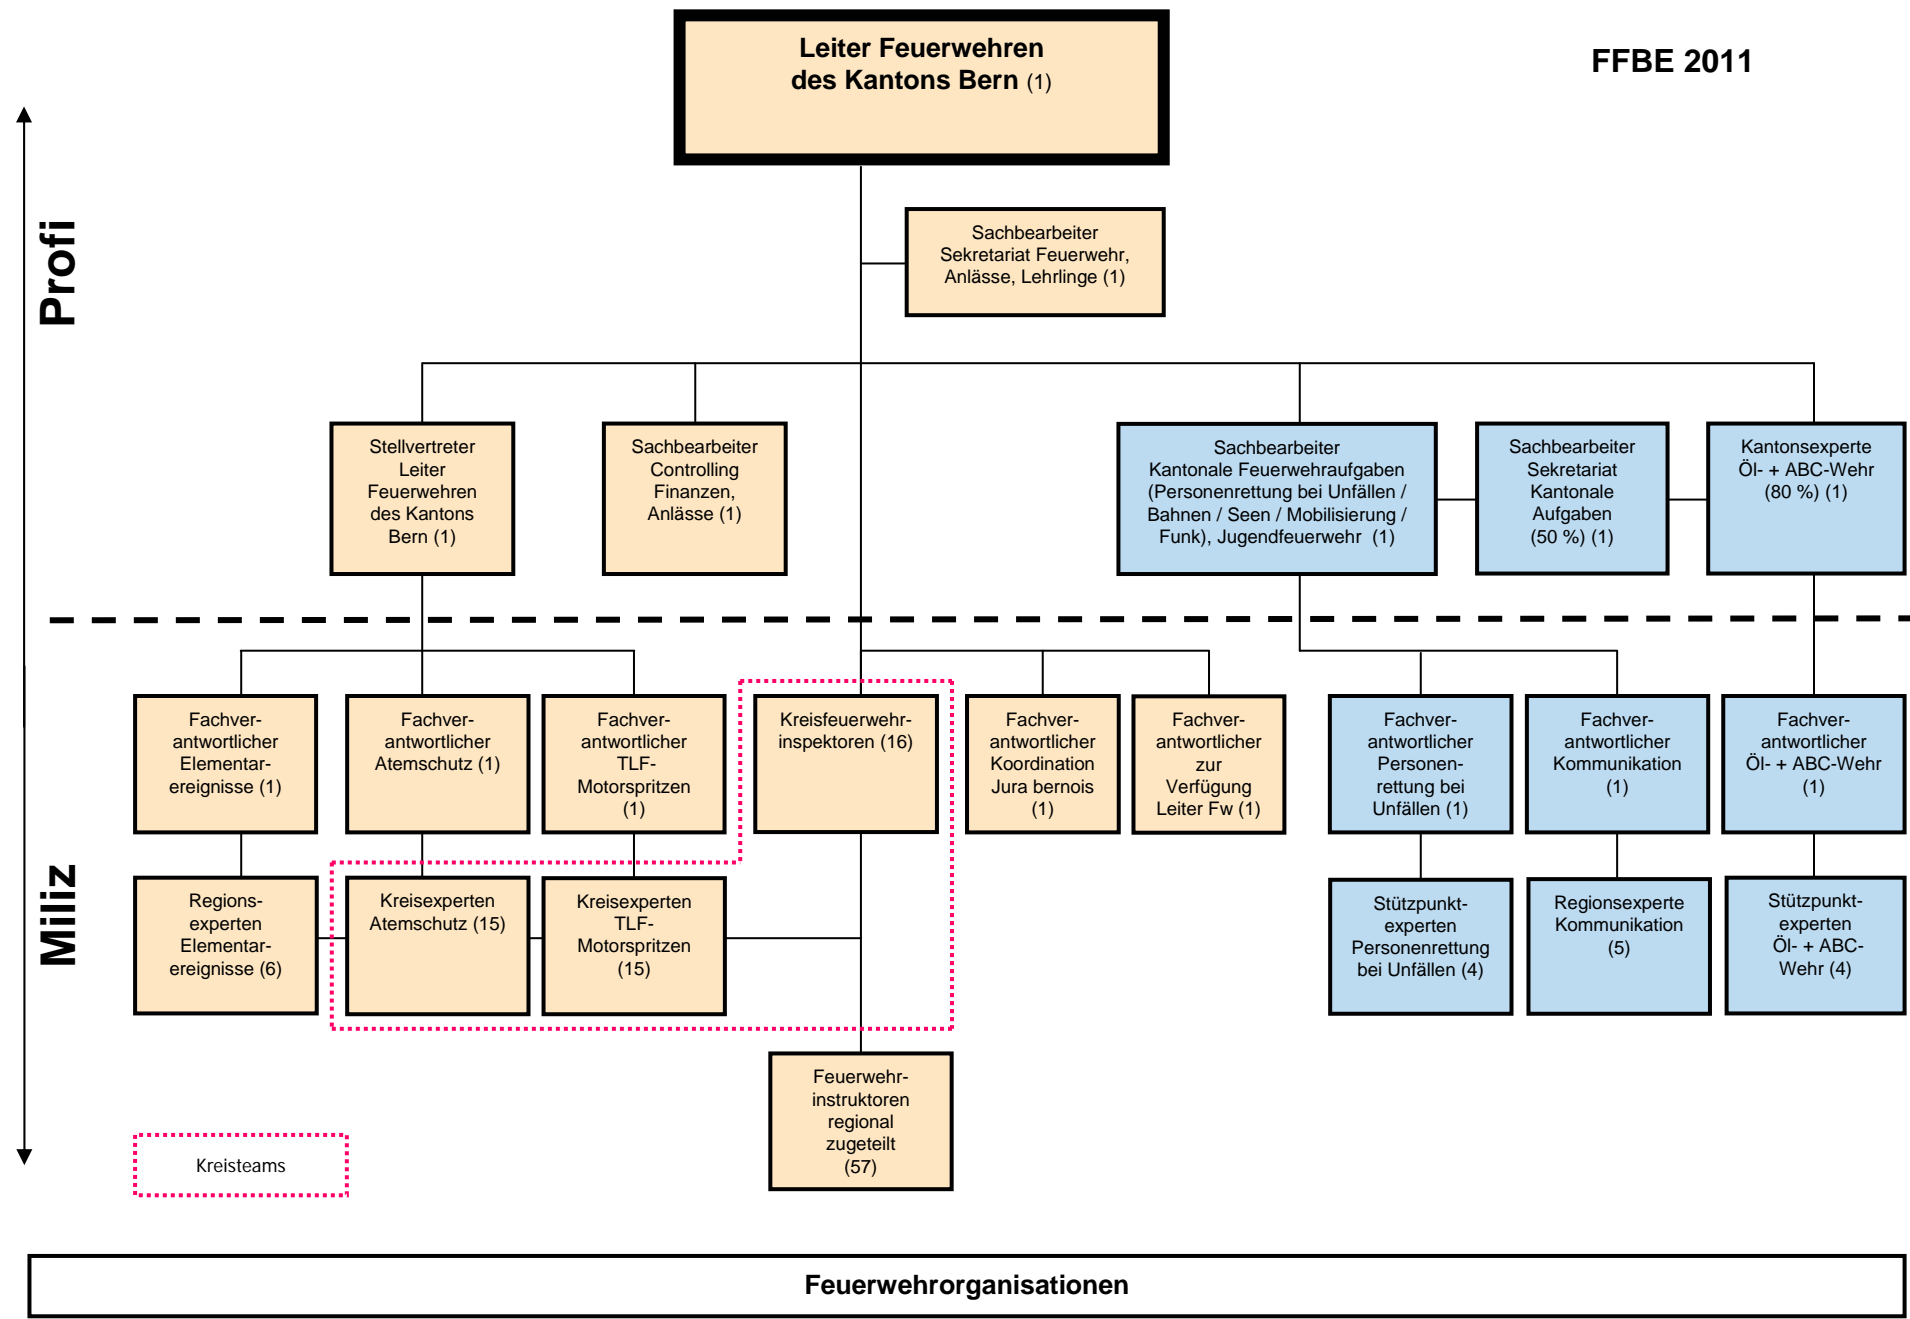 Leiter Feuerwehren
des Kantons Bern (1)
FFBE 2011
Profi
Sachbearbeiter
Sekretariat Feuerwehr,
Anlässe, Lehrlinge (1)
Stellvertreter
Leiter
Feuerwehren
des Kantons
Bern (1)
Sachbearbeiter
Controlling
Finanzen,
Anlässe (1)
Sachbearbeiter
Kantonale Feuerwehraufgaben
(Personenrettung bei Unfällen /
Bahnen / Seen / Mobilisierung /
Funk), Jugendfeuerwehr (1)
Sachbearbeiter
Sekretariat
Kantonale
Aufgaben
(50 %) (1)
Kantonsexperte
Öl- + ABC-Wehr
(80 %) (1)
Miliz
Fachver-
antwortlicher
Elementar-
ereignisse (1)
Fachver-
antwortlicher
Atemschutz (1)
Fachver-
antwortlicher
TLF-
Motorspritzen
(1)
Kreisfeuerwehr-
inspektoren (16)
Fachver-
antwortlicher
Koordination
Jura bernois
(1)
Fachver-
antwortlicher
zur
Verfügung
Leiter Fw (1)
Fachver-
antwortlicher
Personen-
rettung bei
Unfällen (1)
Fachver-
antwortlicher
Kommunikation
(1)
Fachver-
antwortlicher
Öl- + ABC-Wehr
(1)
Regions-
experten
Elementar-
ereignisse (6)
Kreisexperten
Atemschutz (15)
Kreisexperten
TLF-
Motorspritzen
(15)
Stützpunkt-
experten
Personenrettung
bei Unfällen (4)
Regionsexperte
Kommunikation
(5)
Stützpunkt-
experten
Öl- + ABC-
Wehr (4)
Feuerwehr-
instruktoren
regional
zugeteilt
(57)
Kreisteams
Feuerwehrorganisationen